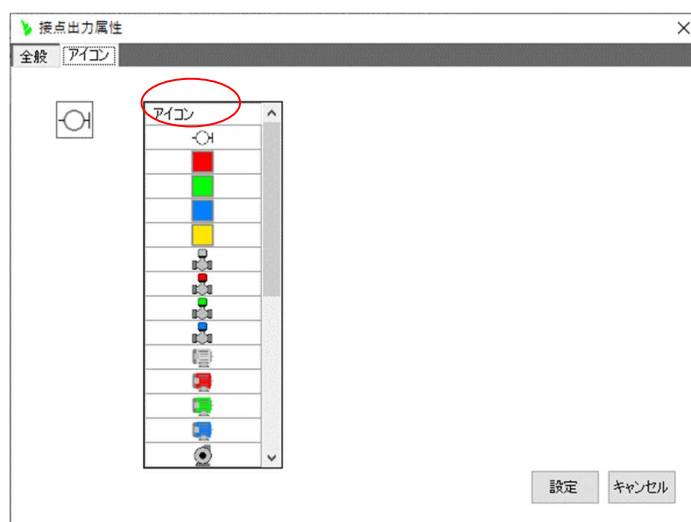 接点出力属性
全般 アイコン
アイコン
設定 キャンセル